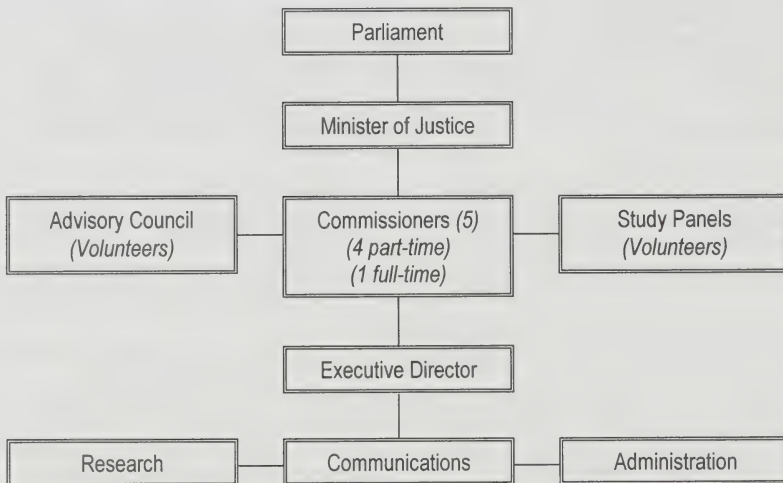 Parliament
Minister of Justice
Advisory Council
(Volunteers)
Commissioners (5)
(4 part-time)
(1 full-time)
Study Panels
(Volunteers)
Executive Director
Research
Communications
Administration